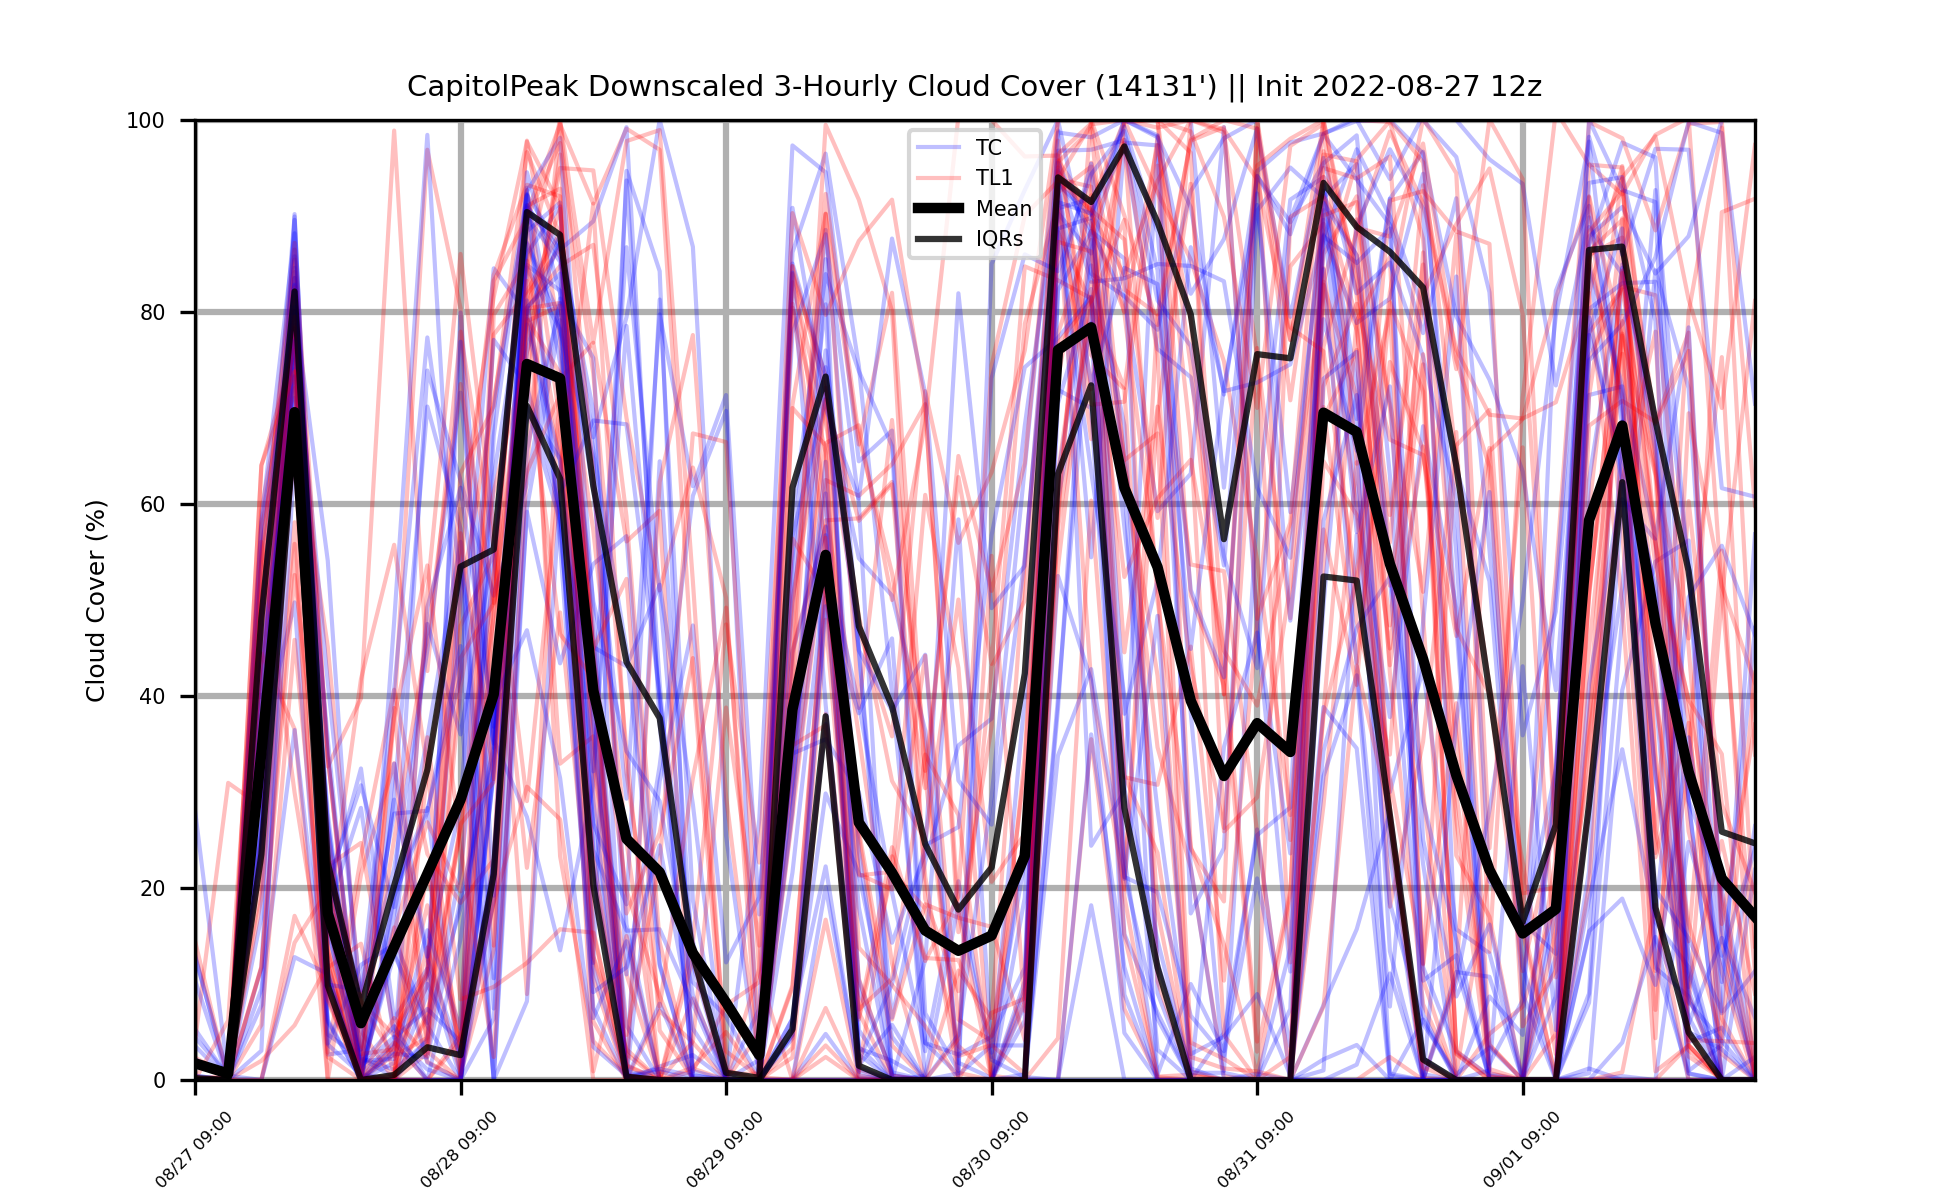 CapitolPeak Downscaled 3-Hourly Cloud Cover (14131') || Init 2022-08-27 12z
Cloud Cover (%)
100
80
60
40
20
0
TC
TL1
Mean
IQRs
08/27 09:00
08/28 09:00
08/29 09:00
08/30 09:00
08/31 09:00
09/01 09:00